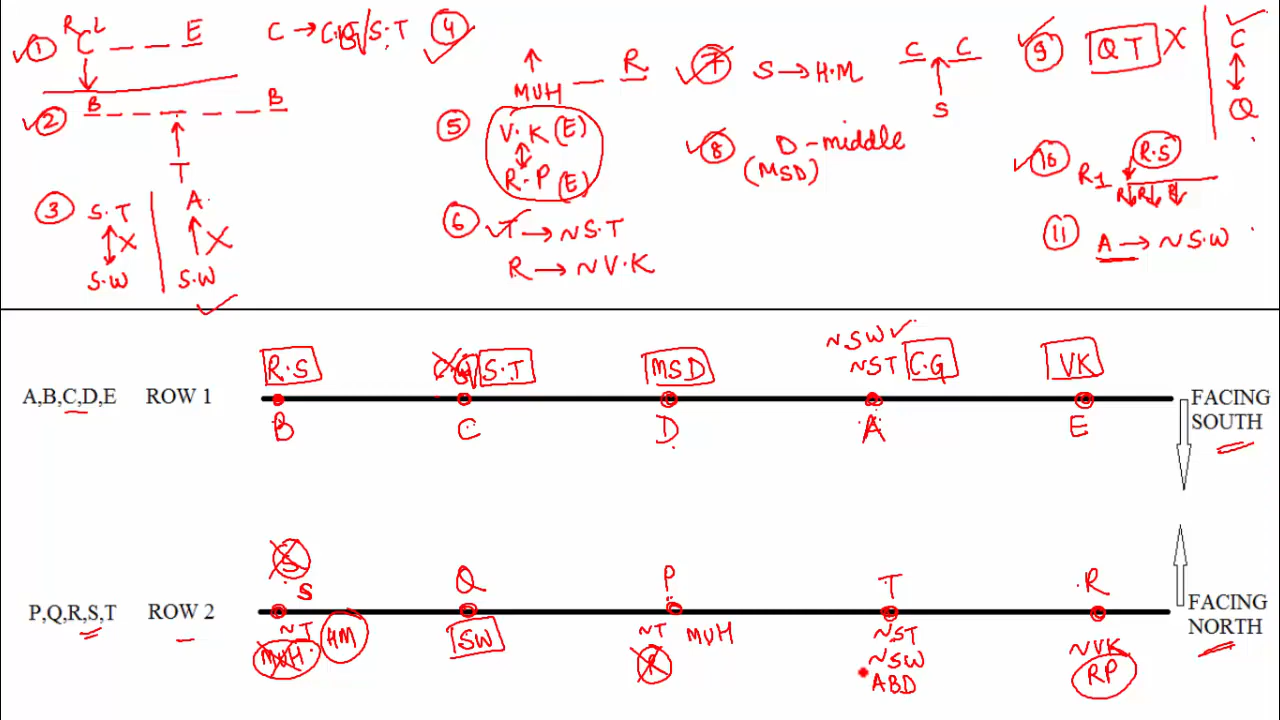 ① R L
C _ _ _ E
C → C.G/S.T ④
② B _ _ _ _ _ B
T
③ S.T
S.W
A
S.W
MUH _ R
⑤ V.K (E)
R.P (E)
⑥ T → ~S.T
R → ~V.K
⑦ S → H.M
C C
S
⑧ D - middle
(MSD)
⑨ QT X
C
Q
⑩ R1 R.S
R R
⑪ A → ~S.W
~SW
~ST C.G
R.S
C.G S.T
MSD
VK
A,B,C,D,E ROW 1
FACING
SOUTH
B C D A E
S
S Q P T R
P,Q,R,S,T ROW 2
FACING
NORTH
~T
MUH HM
SW
~T MUH
R
~ST
~SW
ABD
~VK
RP